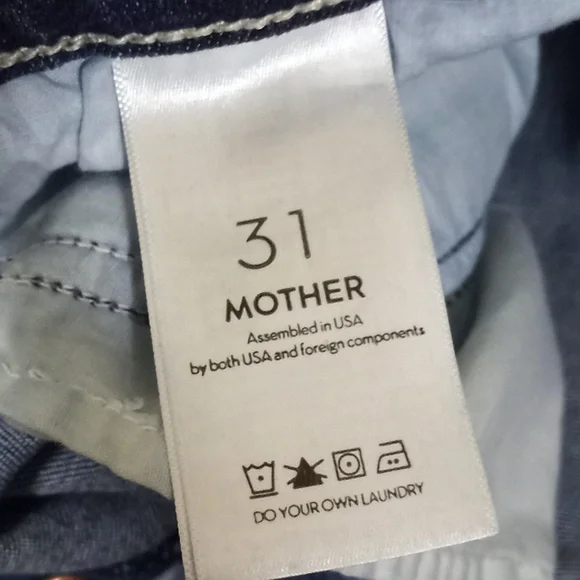 31
MOTHER
Assembled in USA
by both USA and foreign components
DO YOUR OWN LAUNDRY